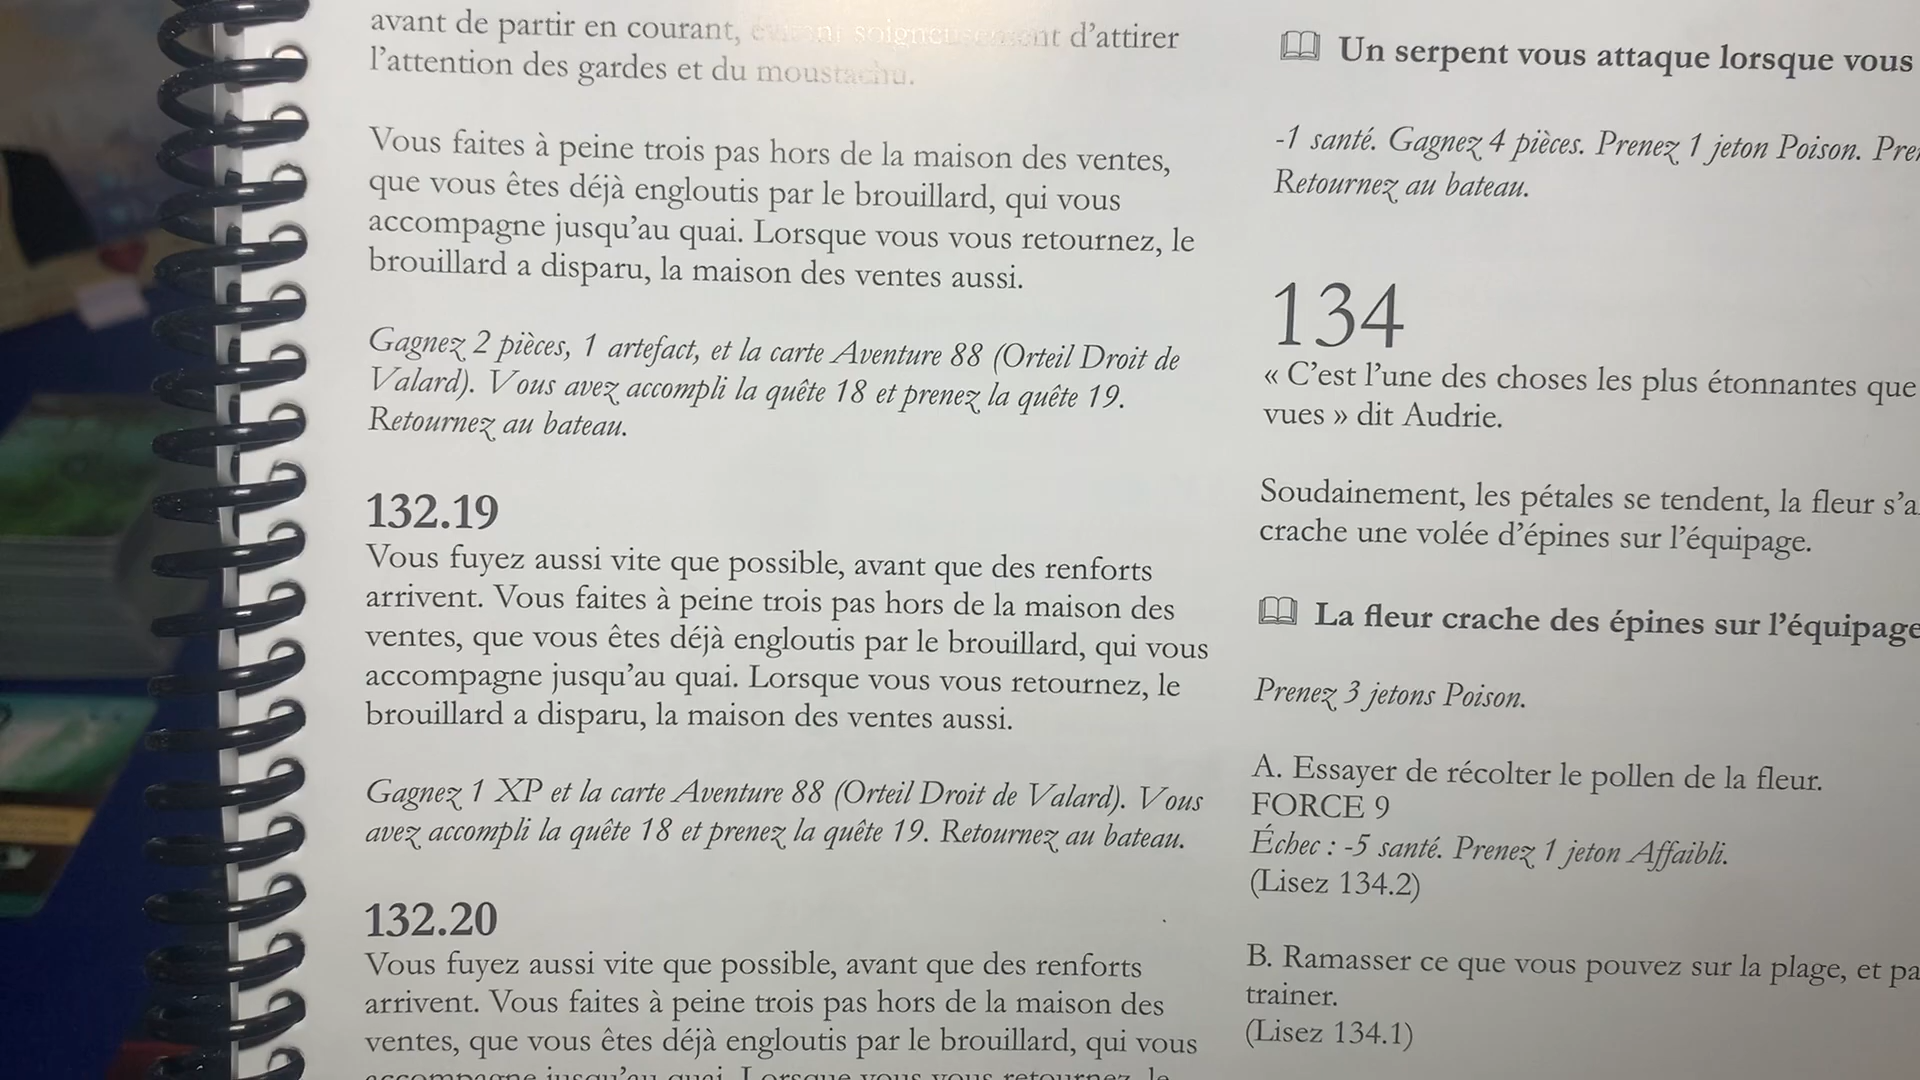 avant de partir en courant, évitant soigneusement d'attirer
l'attention des gardes et du moustachu.
Vous faites à peine trois pas hors de la maison des ventes,
que vous êtes déjà engloutis par le brouillard, qui vous
accompagne jusqu'au quai. Lorsque vous vous retournez, le
brouillard a disparu, la maison des ventes aussi.
Gagnez 2 pièces, 1 artefact, et la carte Aventure 88 (Orteil Droit de
Valard). Vous avez accompli la quête 18 et prenez la quête 19.
Retournez au bateau.
132.19
Vous fuyez aussi vite que possible, avant que des renforts
arrivent. Vous faites à peine trois pas hors de la maison des
ventes, que vous êtes déjà engloutis par le brouillard, qui vous
accompagne jusqu'au quai. Lorsque vous vous retournez, le
brouillard a disparu, la maison des ventes aussi.
Gagnez 1 XP et la carte Aventure 88 (Orteil Droit de Valard). Vous
avez accompli la quête 18 et prenez la quête 19. Retournez au bateau.
132.20
Vous fuyez aussi vite que possible, avant que des renforts
arrivent. Vous faites à peine trois pas hors de la maison des
ventes, que vous êtes déjà engloutis par le brouillard, qui vous
accompagne jusqu'au quai. Lorsque vous vous retournez, le
Un serpent vous attaque lorsque vous
-1 santé. Gagnez 4 pièces. Prenez 1 jeton Poison.
Retournez au bateau.
134
« C'est l'une des choses les plus étonnantes que
vues » dit Audrie.
Soudainement, les pétales se tendent, la fleur
crache une volée d'épines sur l'équipage.
La fleur crache des épines sur l'équipage
Prenez 3 jetons Poison.
A. Essayer de récolter le pollen de la fleur.
FORCE 9
Échec : -5 santé. Prenez 1 jeton Affaibli.
(Lisez 134.2)
B. Ramasser ce que vous pouvez sur la plage, et
trainer.
(Lisez 134.1)